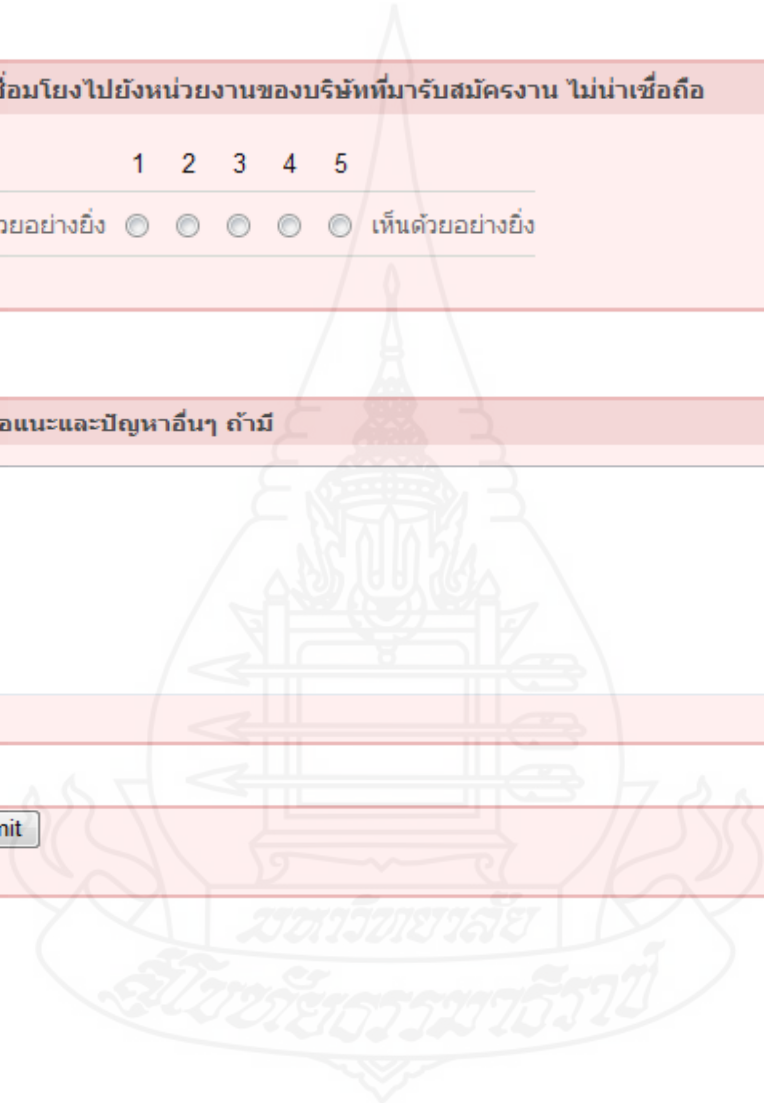 ชื่อมโยงไปยังหน่วยงานของบริษัทที่มารับสมัครงาน ไม่น่าเชื่อถือ
1 2 3 4 5
วยอย่างยิ่ง เห็นด้วยอย่างยิ่ง
อแนะและปัญหาอื่นๆ ถ้ามี
mit
มหาวิทยาลัย
สุโขทัยธรรมาธิราช